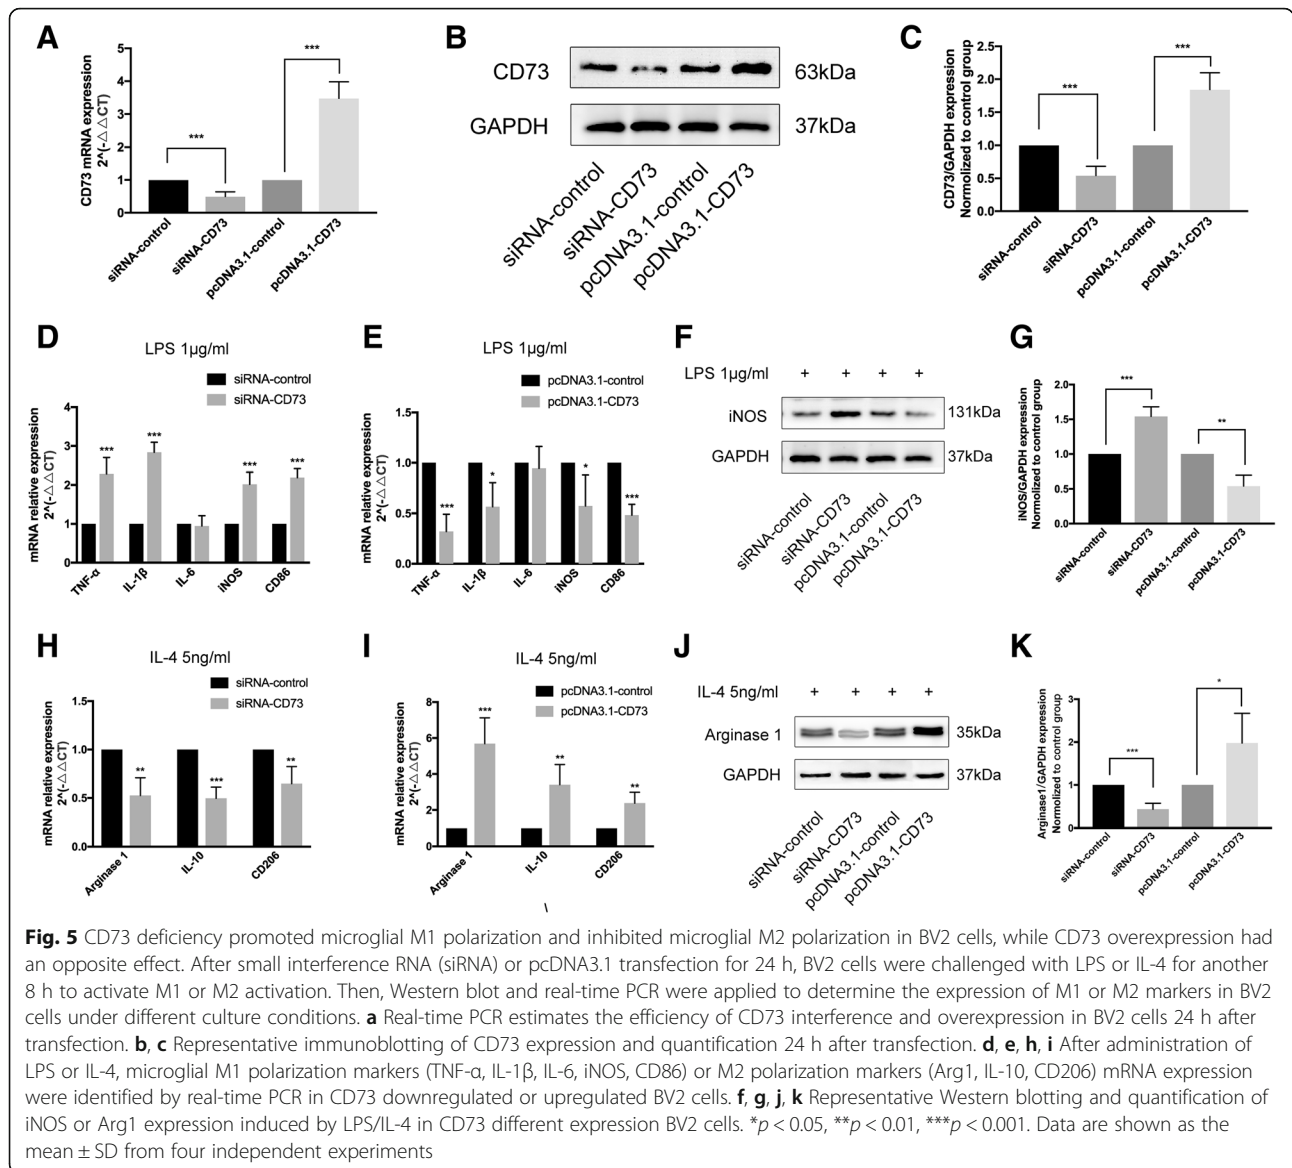 A
CD73 mRNA expression
2^(-△△CT)
5
4
3
2
1
0
***
***
siRNA-control
siRNA-CD73
pcDNA3.1-control
pcDNA3.1-CD73
B
CD73
63kDa
GAPDH
37kDa
siRNA-control
siRNA-CD73
pcDNA3.1-control
pcDNA3.1-CD73
C
CD73/GAPDH expression
Normolized to control group
2.5
2.0
1.5
1.0
0.5
0.0
***
***
siRNA-control
siRNA-CD73
pcDNA3.1-control
pcDNA3.1-CD73
D
LPS 1μg/ml
siRNA-control
siRNA-CD73
mRNA relative expression
2^(-△△CT)
4
3
2
1
0
***
***
***
***
TNF-α
IL-1β
IL-6
iNOS
CD86
E
LPS 1μg/ml
pcDNA3.1-control
pcDNA3.1-CD73
mRNA relative expression
2^(-△△CT)
1.5
1.0
0.5
0.0
***
*
*
***
TNF-α
IL-1β
IL-6
iNOS
CD86
F
LPS 1μg/ml + + + +
iNOS
131kDa
GAPDH
37kDa
siRNA-control
siRNA-CD73
pcDNA3.1-control
pcDNA3.1-CD73
G
iNOS/GAPDH expression
Normolized to control group
2.0
1.5
1.0
0.5
0.0
***
**
siRNA-control
siRNA-CD73
pcDNA3.1-control
pcDNA3.1-CD73
H
IL-4 5ng/ml
siRNA-control
siRNA-CD73
mRNA relative expression
2^(-△△CT)
1.5
1.0
0.5
0.0
**
***
**
Arginase 1
IL-10
CD206
I
IL-4 5ng/ml
pcDNA3.1-control
pcDNA3.1-CD73
mRNA relative expression
2^(-△△CT)
8
6
4
2
0
***
**
**
Arginase 1
IL-10
CD206
\
J
IL-4 5ng/ml + + + +
Arginase 1
35kDa
GAPDH
37kDa
siRNA-control
siRNA-CD73
pcDNA3.1-control
pcDNA3.1-CD73
K
Arginase1/GAPDH expression
Normolized to control group
3
2
1
0
***
*
siRNA-control
siRNA-CD73
pcDNA3.1-control
pcDNA3.1-CD73
Fig. 5 CD73 deficiency promoted microglial M1 polarization and inhibited microglial M2 polarization in BV2 cells, while CD73 overexpression had
an opposite effect. After small interference RNA (siRNA) or pcDNA3.1 transfection for 24 h, BV2 cells were challenged with LPS or IL-4 for another
8 h to activate M1 or M2 activation. Then, Western blot and real-time PCR were applied to determine the expression of M1 or M2 markers in BV2
cells under different culture conditions. a Real-time PCR estimates the efficiency of CD73 interference and overexpression in BV2 cells 24 h after
transfection. b, c Representative immunoblotting of CD73 expression and quantification 24 h after transfection. d, e, h, i After administration of
LPS or IL-4, microglial M1 polarization markers (TNF-α, IL-1β, IL-6, iNOS, CD86) or M2 polarization markers (Arg1, IL-10, CD206) mRNA expression
were identified by real-time PCR in CD73 downregulated or upregulated BV2 cells. f, g, j, k Representative Western blotting and quantification of
iNOS or Arg1 expression induced by LPS/IL-4 in CD73 different expression BV2 cells. *p < 0.05, **p < 0.01, ***p < 0.001. Data are shown as the
mean ± SD from four independent experiments